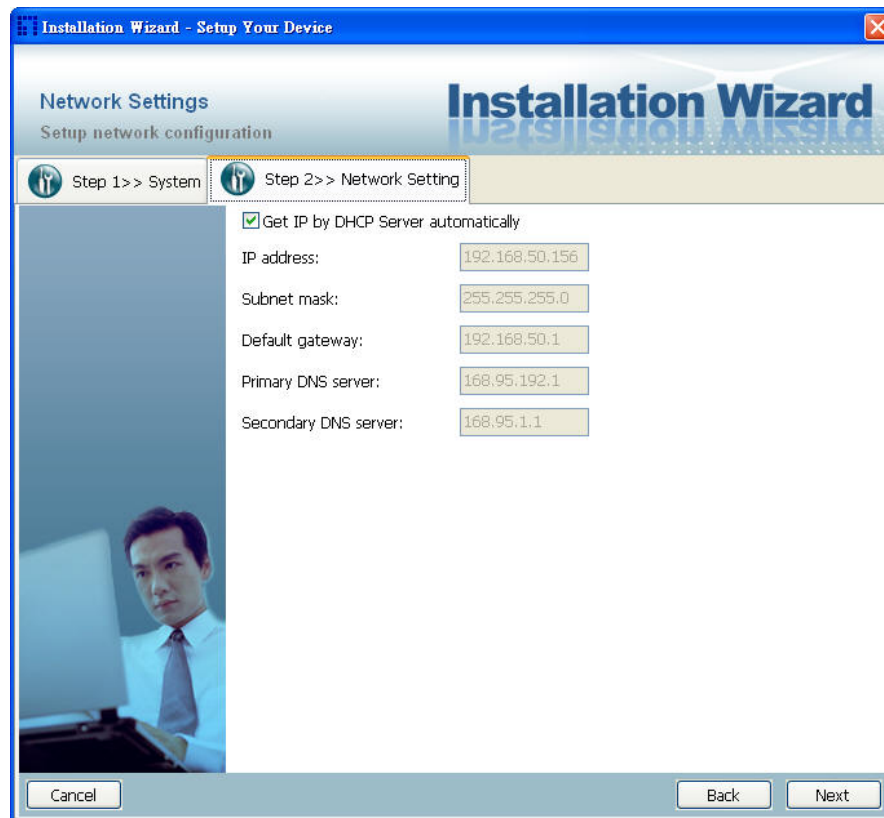 Installation Wizard - Setup Your Device
Network Settings
Setup network configuration
Installation Wizard
Step 1>> System
Step 2>> Network Setting
Get IP by DHCP Server automatically
IP address: 192.168.50.156
Subnet mask: 255.255.255.0
Default gateway: 192.168.50.1
Primary DNS server: 168.95.192.1
Secondary DNS server: 168.95.1.1
Cancel
Back
Next